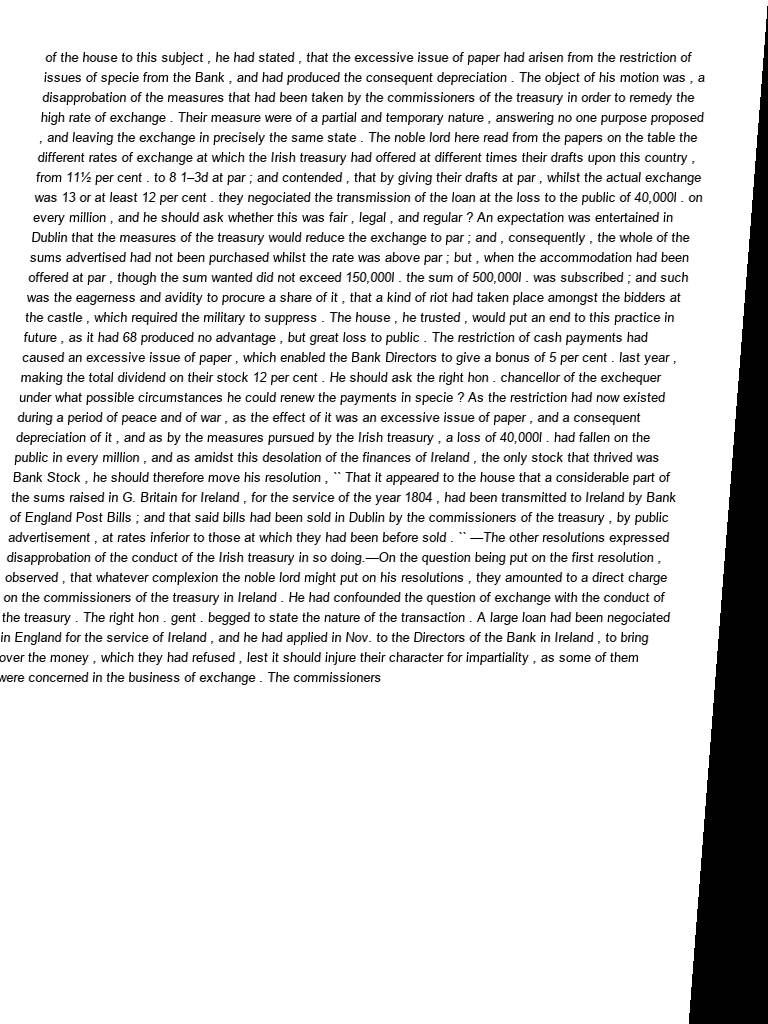 of the house to this subject , he had stated , that the excessive issue of paper had arisen from the restriction of
issues of specie from the Bank , and had produced the consequent depreciation . The object of his motion was , a
disapprobation of the measures that had been taken by the commissioners of the treasury in order to remedy the
high rate of exchange . Their measure were of a partial and temporary nature , answering no one purpose proposed
, and leaving the exchange in precisely the same state . The noble lord here read from the papers on the table the
different rates of exchange at which the Irish treasury had offered at different times their drafts upon this country ,
from 11½ per cent . to 8 1–3d at par ; and contended , that by giving their drafts at par , whilst the actual exchange
was 13 or at least 12 per cent . they negociated the transmission of the loan at the loss to the public of 40,000l . on
every million , and he should ask whether this was fair , legal , and regular ? An expectation was entertained in
Dublin that the measures of the treasury would reduce the exchange to par ; and , consequently , the whole of the
sums advertised had not been purchased whilst the rate was above par ; but , when the accommodation had been
offered at par , though the sum wanted did not exceed 150,000l . the sum of 500,000l . was subscribed ; and such
was the eagerness and avidity to procure a share of it , that a kind of riot had taken place amongst the bidders at
the castle , which required the military to suppress . The house , he trusted , would put an end to this practice in
future , as it had 68 produced no advantage , but great loss to public . The restriction of cash payments had
caused an excessive issue of paper , which enabled the Bank Directors to give a bonus of 5 per cent . last year ,
making the total dividend on their stock 12 per cent . He should ask the right hon . chancellor of the exchequer
under what possible circumstances he could renew the payments in specie ? As the restriction had now existed
during a period of peace and of war , as the effect of it was an excessive issue of paper , and a consequent
depreciation of it , and as by the measures pursued by the Irish treasury , a loss of 40,000l . had fallen on the
public in every million , and as amidst this desolation of the finances of Ireland , the only stock that thrived was
Bank Stock , he should therefore move his resolution , `` That it appeared to the house that a considerable part of
the sums raised in G. Britain for Ireland , for the service of the year 1804 , had been transmitted to Ireland by Bank
of England Post Bills ; and that said bills had been sold in Dublin by the commissioners of the treasury , by public
advertisement , at rates inferior to those at which they had been before sold . `` —The other resolutions expressed
disapprobation of the conduct of the Irish treasury in so doing.—On the question being put on the first resolution ,
observed , that whatever complexion the noble lord might put on his resolutions , they amounted to a direct charge
on the commissioners of the treasury in Ireland . He had confounded the question of exchange with the conduct of
the treasury . The right hon . gent . begged to state the nature of the transaction . A large loan had been negociated
in England for the service of Ireland , and he had applied in Nov. to the Directors of the Bank in Ireland , to bring
over the money , which they had refused , lest it should injure their character for impartiality , as some of them
were concerned in the business of exchange . The commissioners